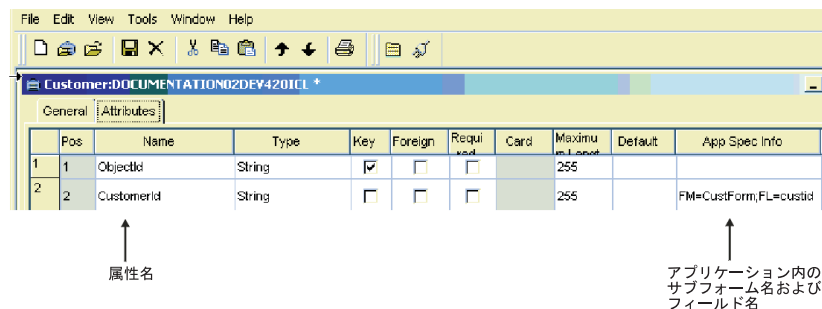 File Edit View Tools Window Help
Customer:DOCUMENTATION02DEV420ICL *
General Attributes
Pos Name Type Key Foreign Requi Card Maximu Default App Spec Info
1 1 ObjectId String 255
2 2 CustomerId String 255 FM=CustForm;FL=custid
属性名
アプリケーション内の
サブフォーム名および
フィールド名